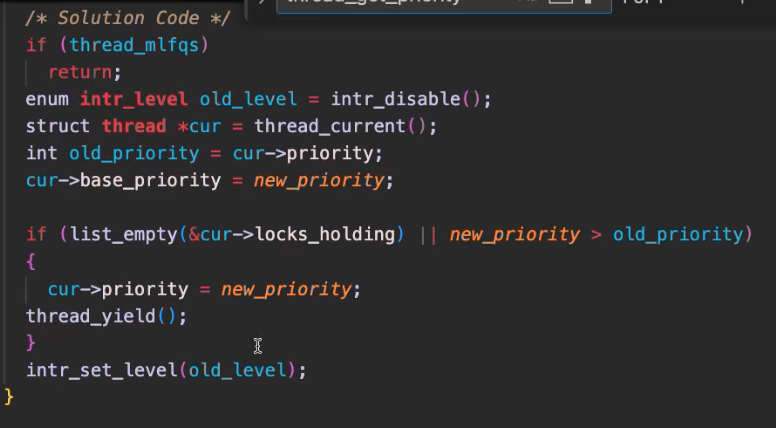 /* Solution Code */
if (thread_mlfqs)
return;
enum intr_level old_level = intr_disable();
struct thread *cur = thread_current();
int old_priority = cur->priority;
cur->base_priority = new_priority;
if (list_empty(&cur->locks_holding) || new_priority > old_priority)
{
cur->priority = new_priority;
thread_yield();
}
intr_set_level(old_level);
}